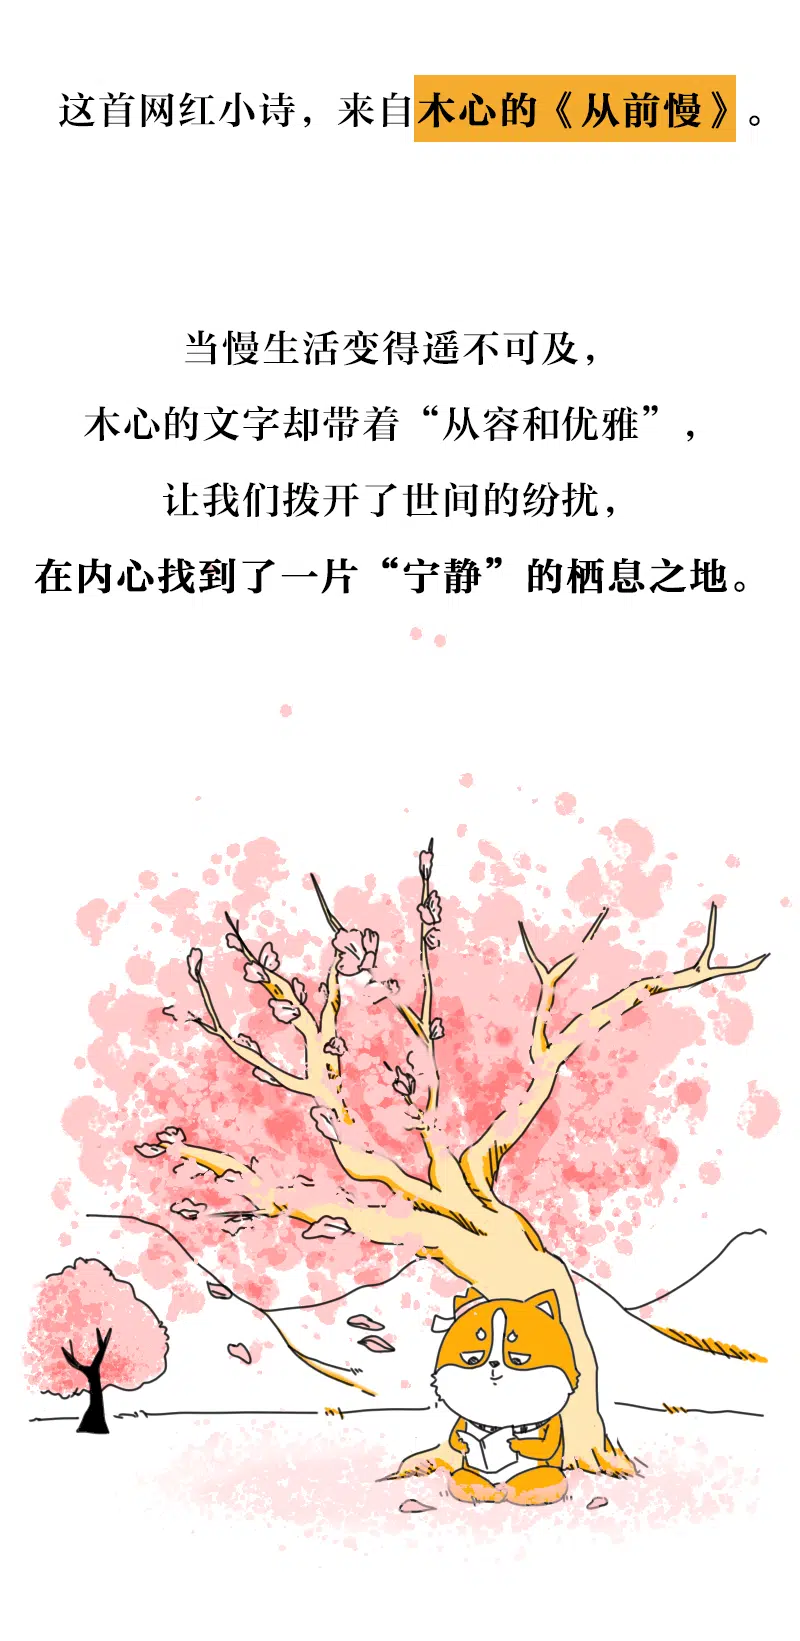 这首网红小诗，来自木心的《从前慢》。
当慢生活变得遥不可及，
木心的文字却带着“从容和优雅”，
让我们拨开了世间的纷扰，
在内心找到了一片“宁静”的栖息之地。